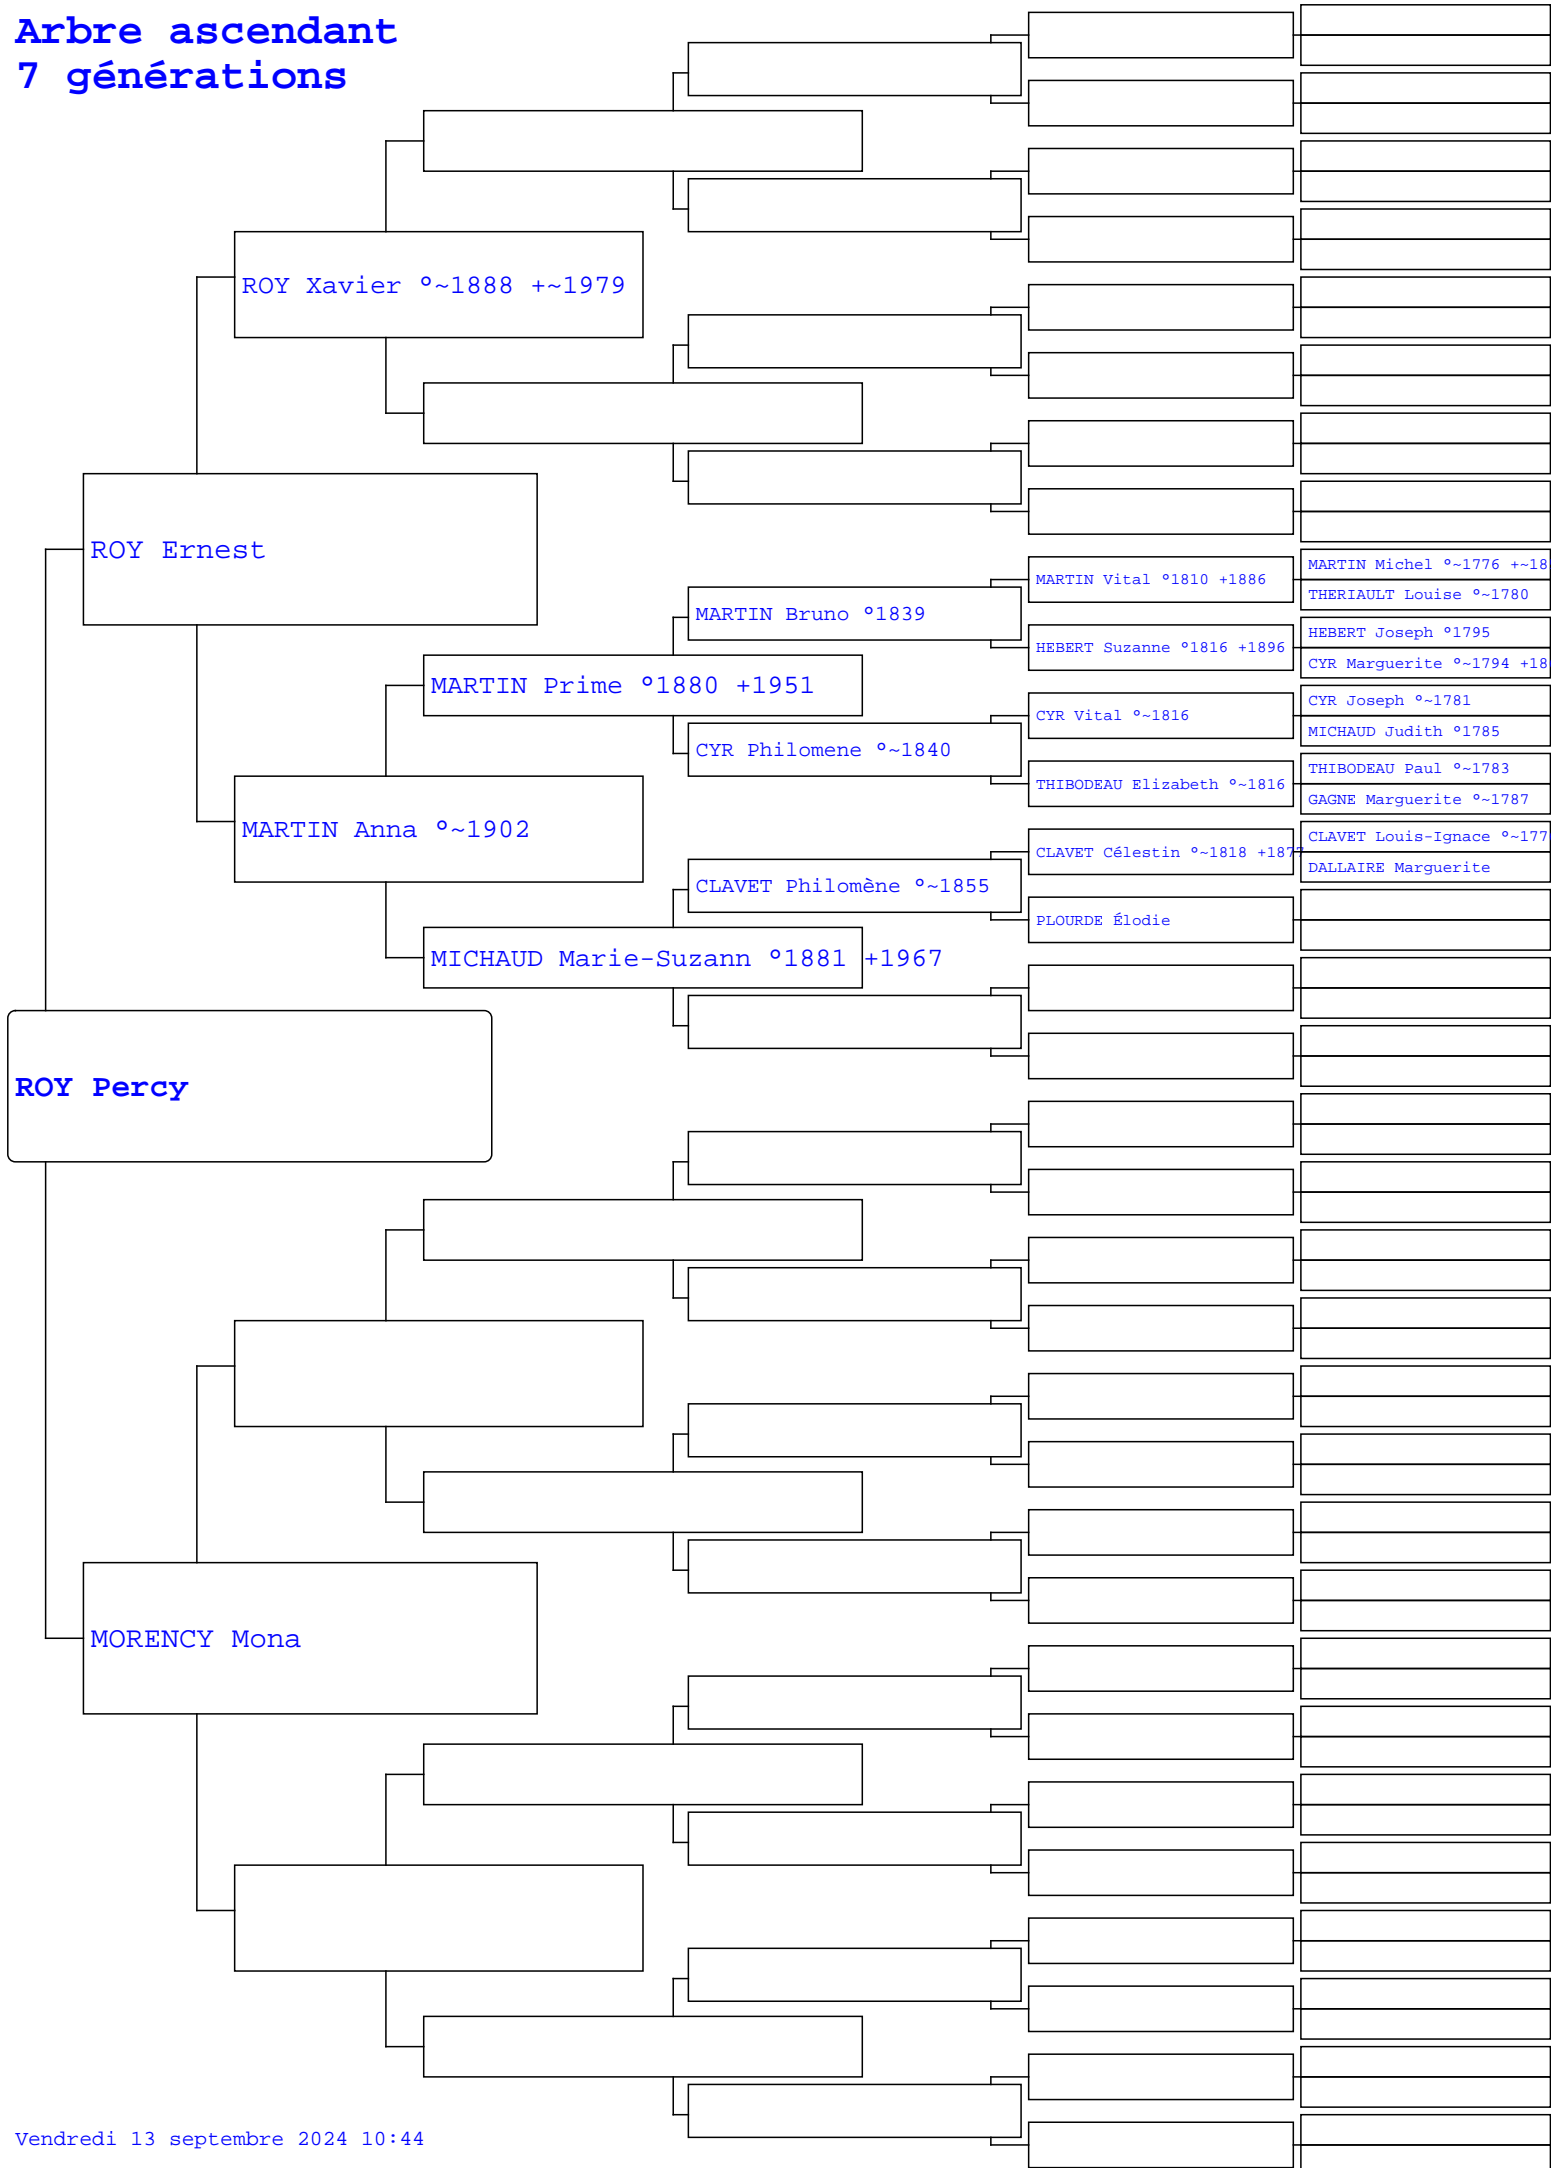 Arbre ascendant
7 générations
ROY Xavier °~1888 +~1979
ROY Ernest
MARTIN Vital °1810 +1886
MARTIN Michel °~1776 +~18
THERIAULT Louise °~1780
MARTIN Bruno °1839
HEBERT Suzanne °1816 +1896
HEBERT Joseph °1795
CYR Marguerite °~1794 +18
MARTIN Prime °1880 +1951
CYR Vital °~1816
CYR Joseph °~1781
MICHAUD Judith °1785
CYR Philomene °~1840
THIBODEAU Elizabeth °~1816
THIBODEAU Paul °~1783
GAGNE Marguerite °~1787
MARTIN Anna °~1902
CLAVET Célestin °~1818 +1877
CLAVET Louis-Ignace °~177
DALLAIRE Marguerite
CLAVET Philomène °~1855
PLOURDE Élodie
MICHAUD Marie-Suzann °1881 +1967
ROY Percy
MORENCY Mona
Vendredi 13 septembre 2024 10:44